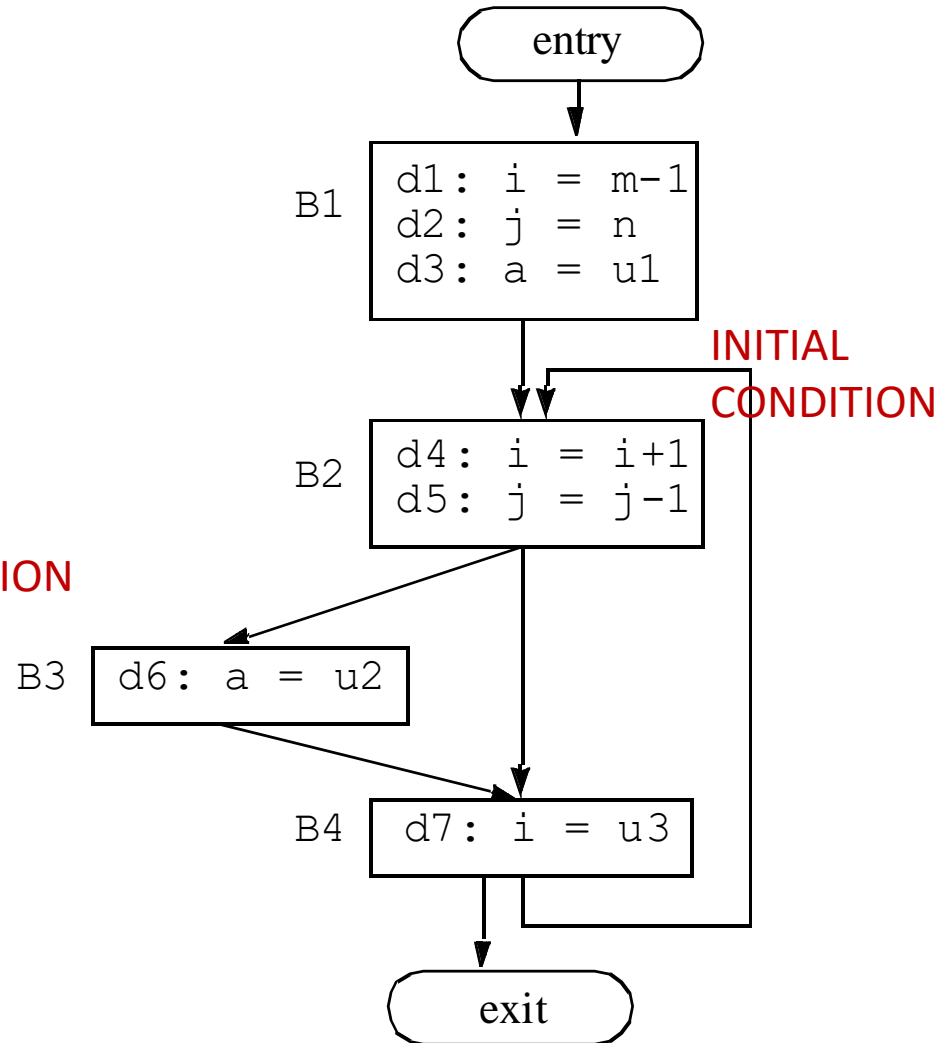 entry
B1
d1: i = m-1
d2: j = n
d3: a = u1
INITIAL
CONDITION
B2
d4: i = i+1
d5: j = j-1
ION
B3
d6: a = u2
B4
d7: i = u3
exit